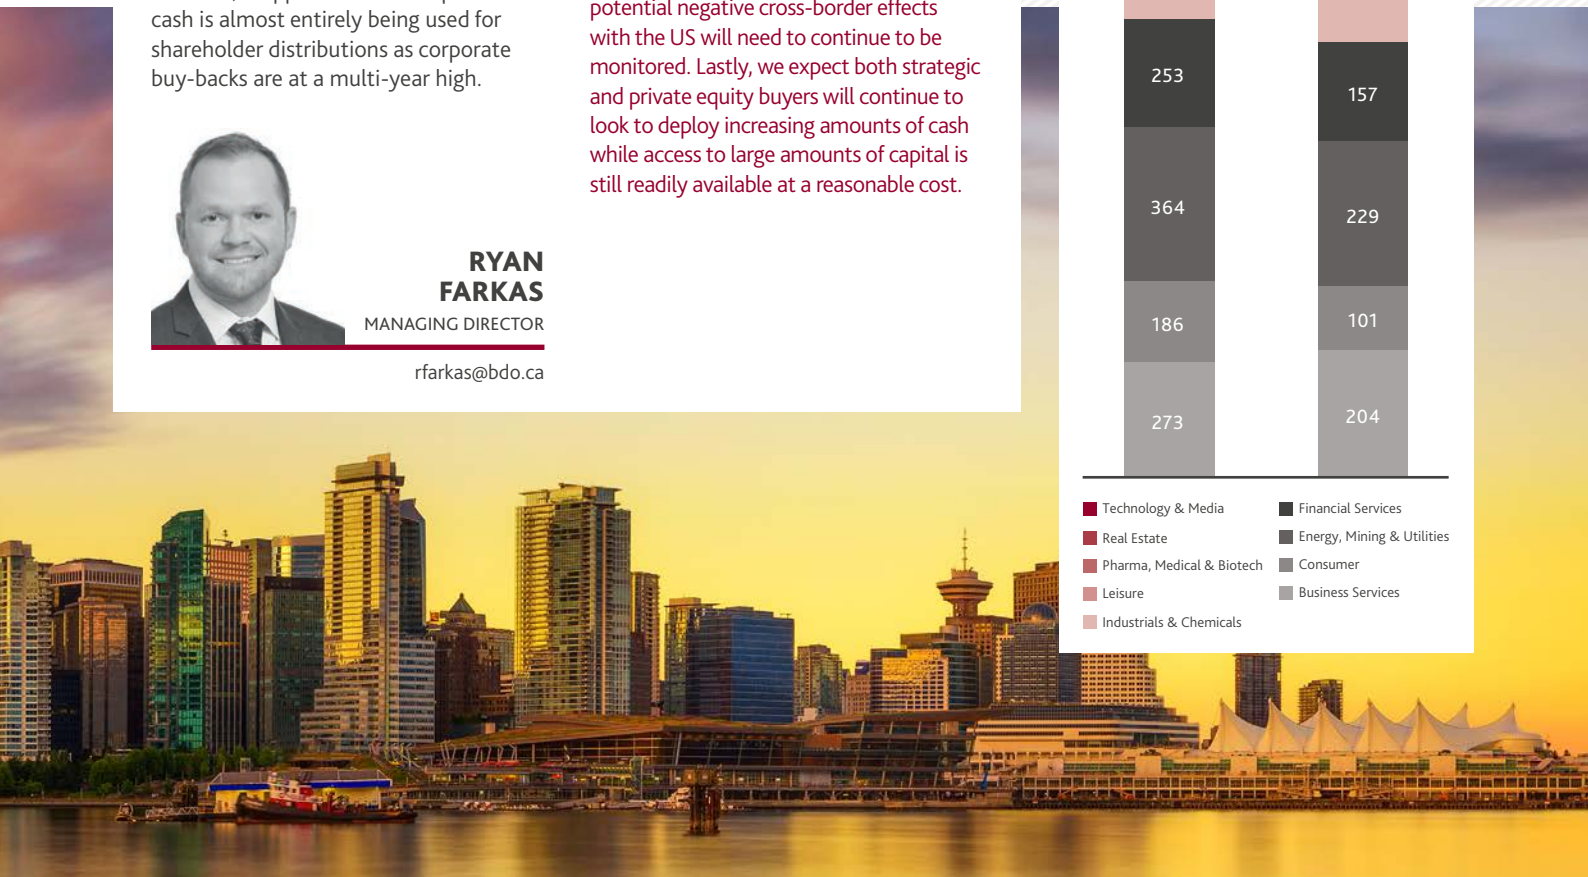 cash is almost entirely being used for
shareholder distributions as corporate
buy-backs are at a multi-year high.
RYAN
FARKAS
MANAGING DIRECTOR
rfarkas@bdo.ca
potential negative cross-border effects
with the US will need to continue to be
monitored. Lastly, we expect both strategic
and private equity buyers will continue to
look to deploy increasing amounts of cash
while access to large amounts of capital is
still readily available at a reasonable cost.
253
157
364
229
186
101
273
204
Technology & Media
Real Estate
Pharma, Medical & Biotech
Leisure
Industrials & Chemicals
Financial Services
Energy, Mining & Utilities
Consumer
Business Services